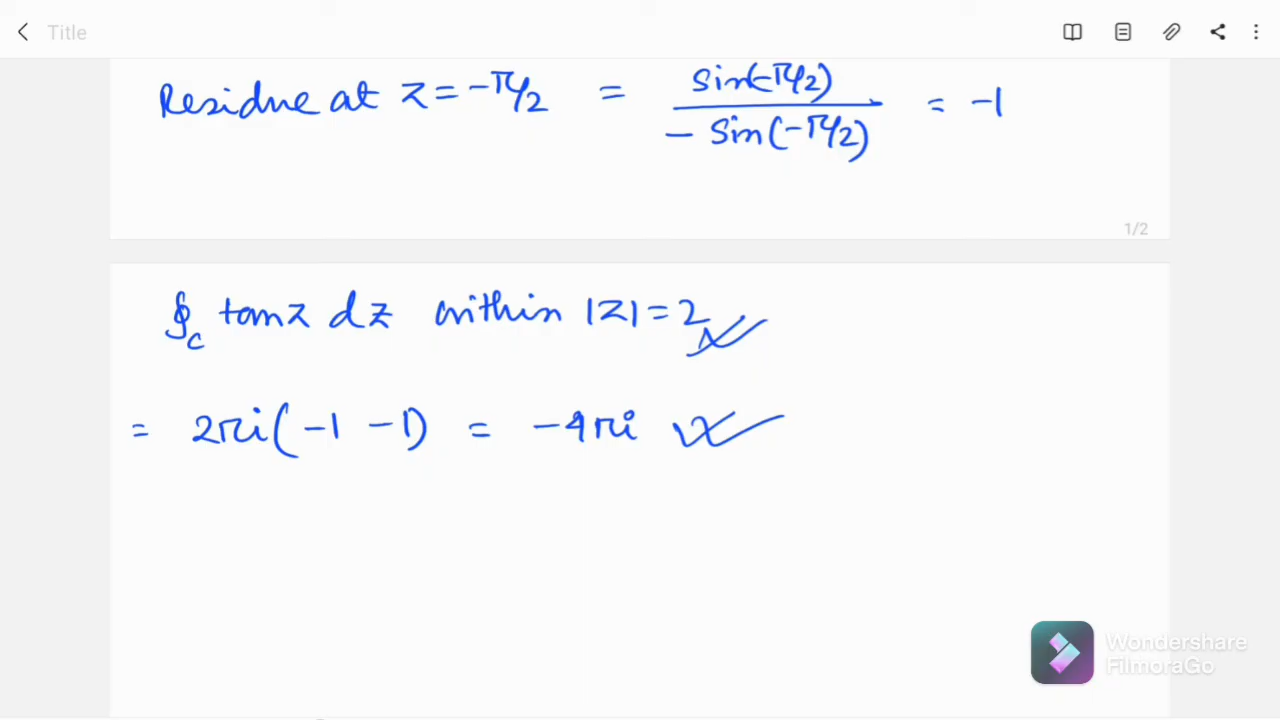 Title
Residue at z = -π/2 = sin(-π/2) / - sin(-π/2) = -1
1/2
∮c tanz dz within |z| = 2
= 2πi(-1 -1) = -4πi
Wondershare
FilmoraGo